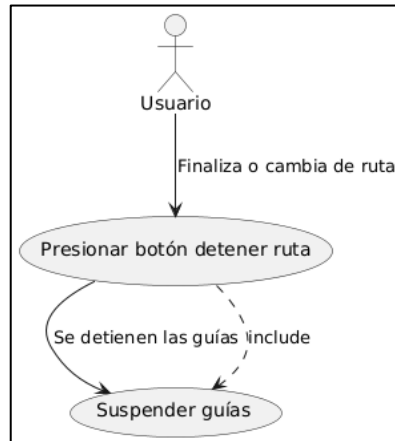 Usuario
Finaliza o cambia de ruta
Presionar botón detener ruta
Se detienen las guías
include
Suspender guías